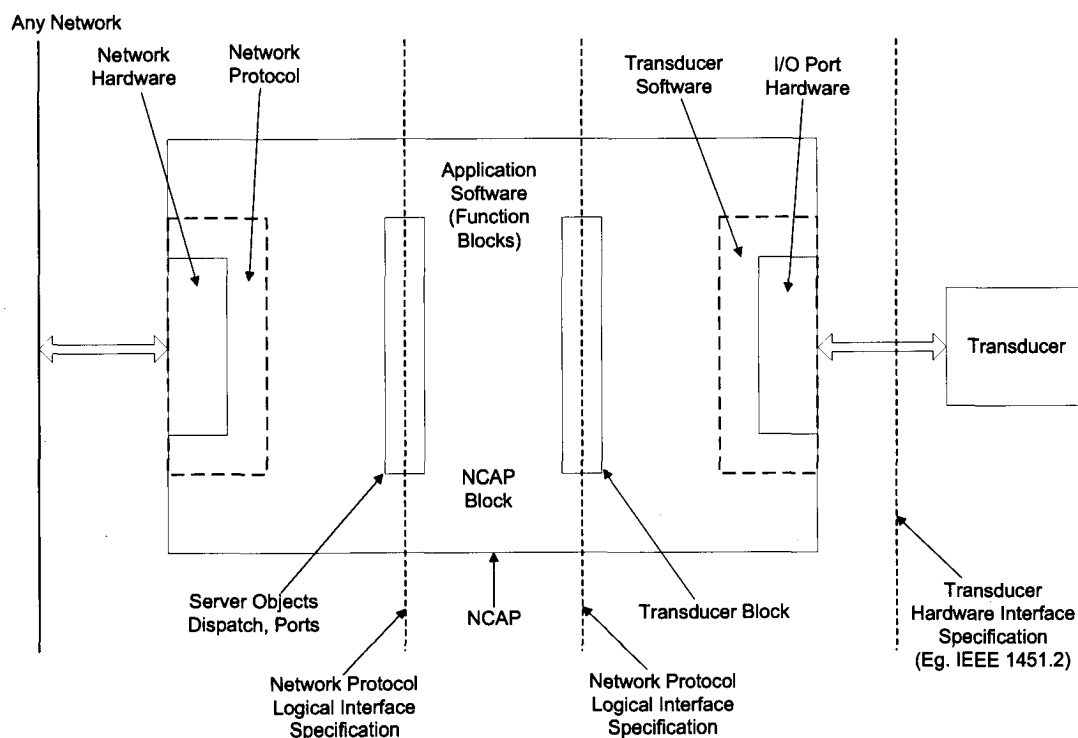 Any Network
Network
Hardware
Network
Protocol
Transducer
Software
I/O Port
Hardware
Application
Software
(Function
Blocks)
Transducer
NCAP
Block
Server Objects
Dispatch, Ports
NCAP
Transducer Block
Transducer
Hardware Interface
Specification
(Eg. IEEE 1451.2)
Network Protocol
Logical Interface
Specification
Network Protocol
Logical Interface
Specification